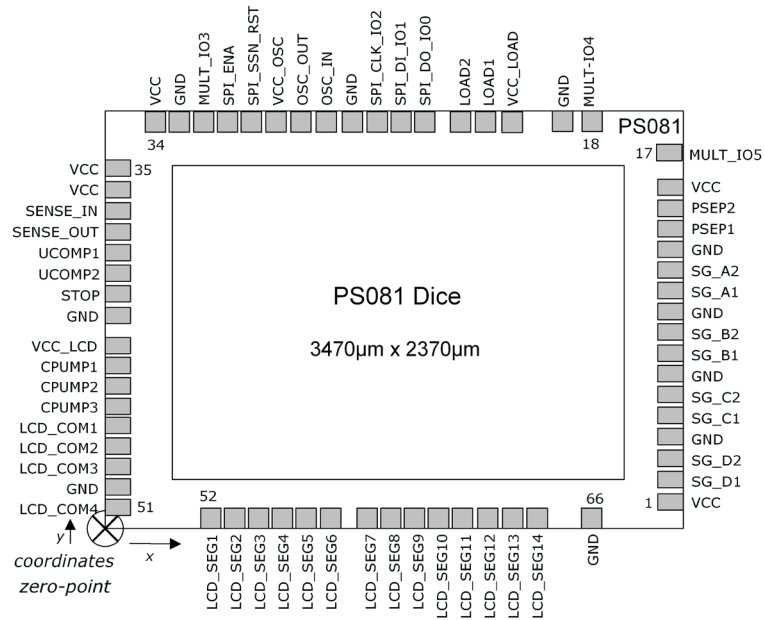 VCC
GND
MULT_IO3
SPI_ENA
SPI_SSN_RST
VCC_OSC
OSC_OUT
OSC_IN
GND
SPI_CLK_IO2
SPI_DI_IO1
SPI_DO_IO0
LOAD2
LOAD1
VCC_LOAD
GND
MULT-IO4
PS081
34
18
17
MULT_IO5
VCC
35
VCC
SENSE_IN
SENSE_OUT
UCOMP1
UCOMP2
STOP
GND
VCC_LCD
CPUMP1
CPUMP2
CPUMP3
LCD_COM1
LCD_COM2
LCD_COM3
GND
LCD_COM4
51
PS081 Dice
3470µm x 2370µm
VCC
PSEP2
PSEP1
GND
SG_A2
SG_A1
GND
SG_B2
SG_B1
GND
SG_C2
SG_C1
GND
SG_D2
SG_D1
1
VCC
52
66
y
x
coordinates
zero-point
LCD_SEG1
LCD_SEG2
LCD_SEG3
LCD_SEG4
LCD_SEG5
LCD_SEG6
LCD_SEG7
LCD_SEG8
LCD_SEG9
LCD_SEG10
LCD_SEG11
LCD_SEG12
LCD_SEG13
LCD_SEG14
GND